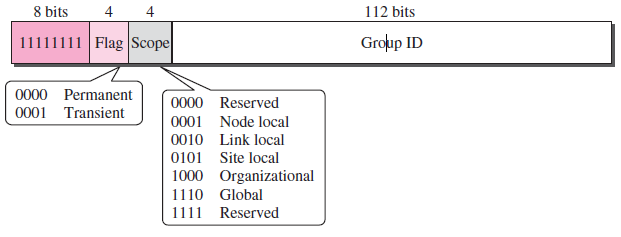 8 bits 4 4 112 bits
11111111 Flag Scope Group ID
0000 Permanent
0001 Transient
0000 Reserved
0001 Node local
0010 Link local
0101 Site local
1000 Organizational
1110 Global
1111 Reserved